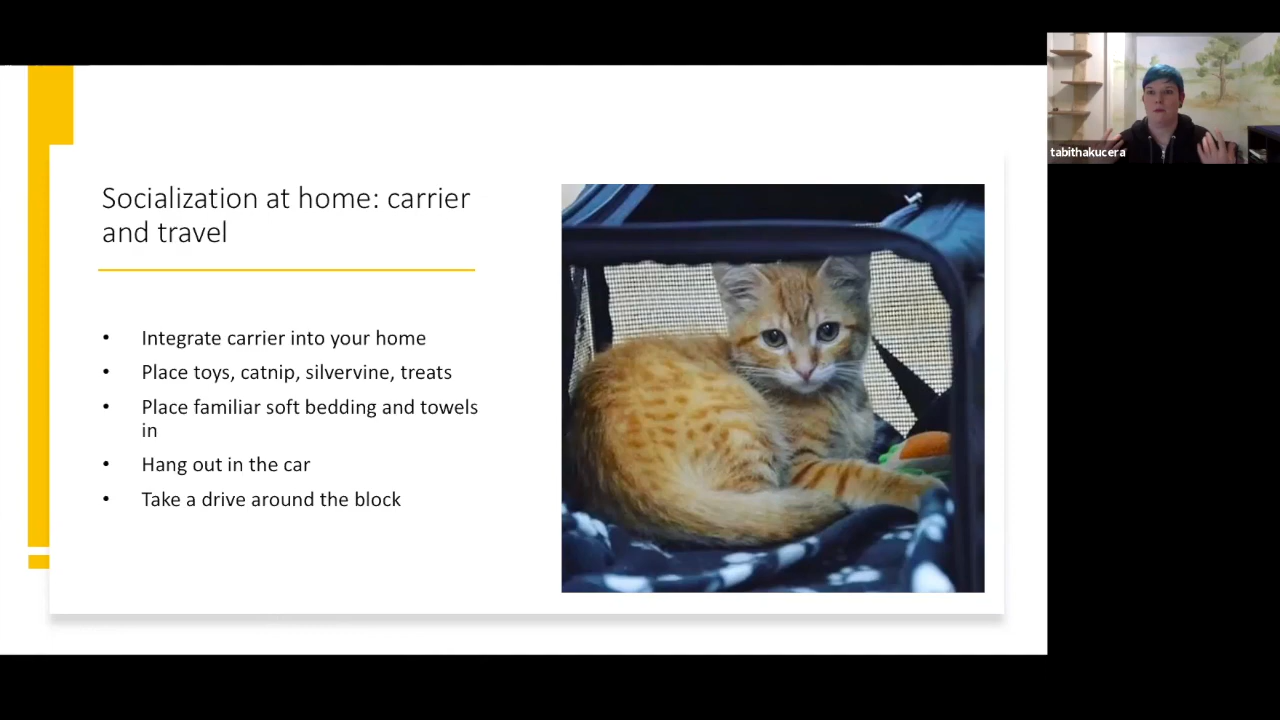 tabithakucera
Socialization at home: carrier
and travel
• Integrate carrier into your home
• Place toys, catnip, silvervine, treats
• Place familiar soft bedding and towels
in
• Hang out in the car
• Take a drive around the block